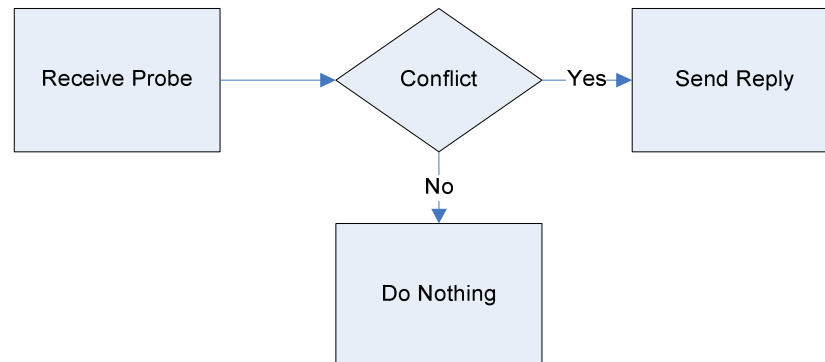 Receive Probe
Conflict
Yes
Send Reply
No
Do Nothing